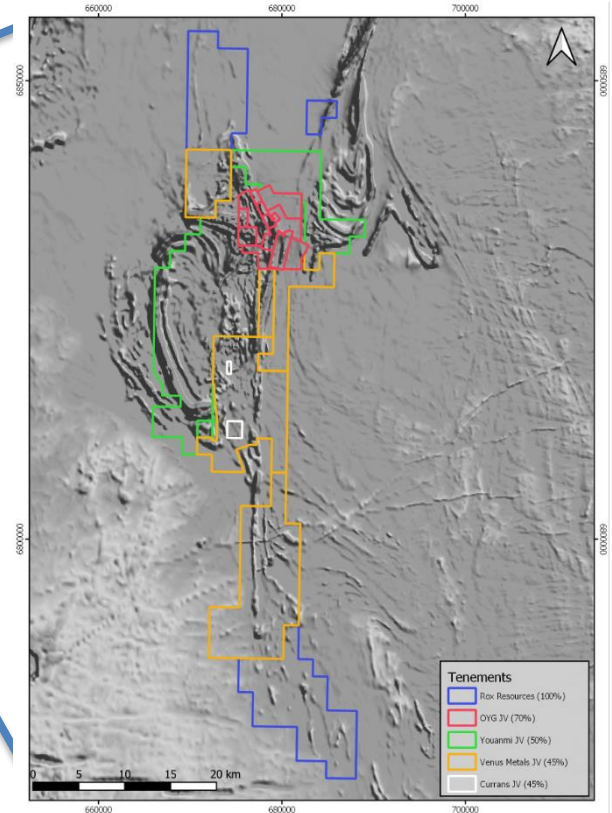 660000 680000 700000
6850000 6850000
6800000 6800000
Tenements
Rox Resources (100%)
OYG JV (70%)
Youanmi JV (50%)
Venus Metals JV (45%)
Currans JV (45%)
0 5 10 15 20 km
660000 680000 700000